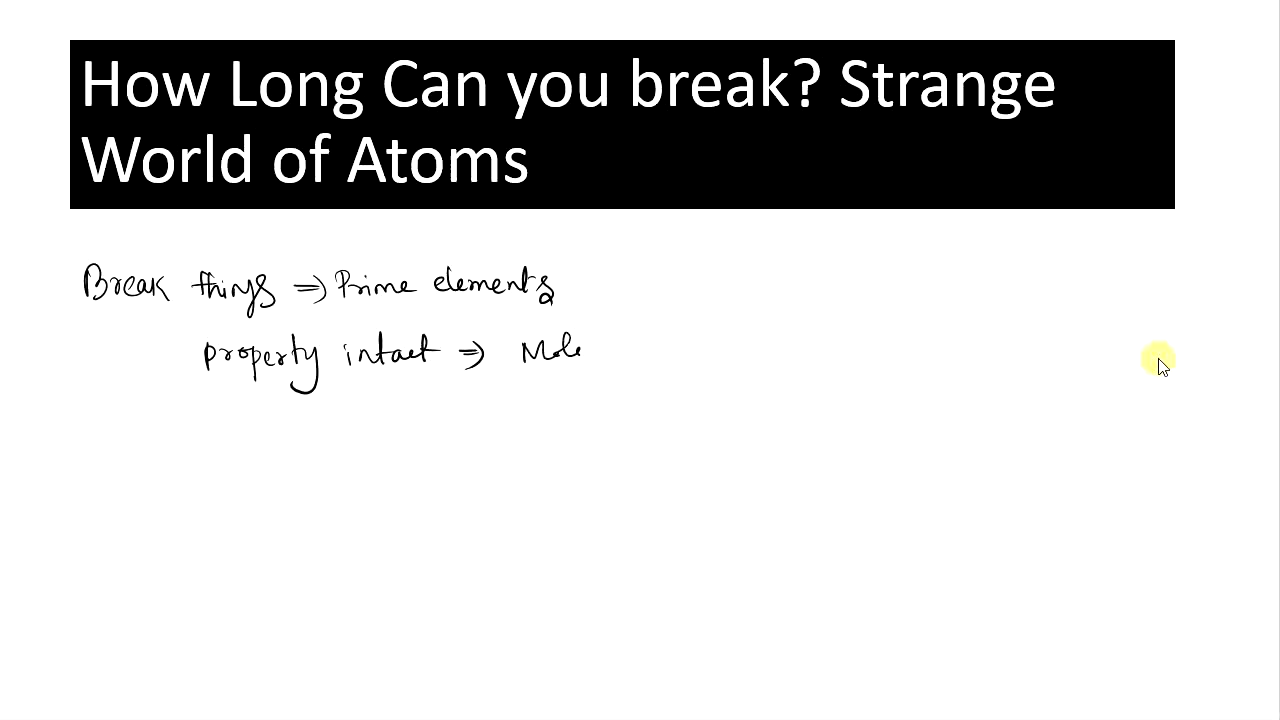 How Long Can you break? Strange
World of Atoms
Break things ⇒ Prime elements
property intact ⇒ Mole